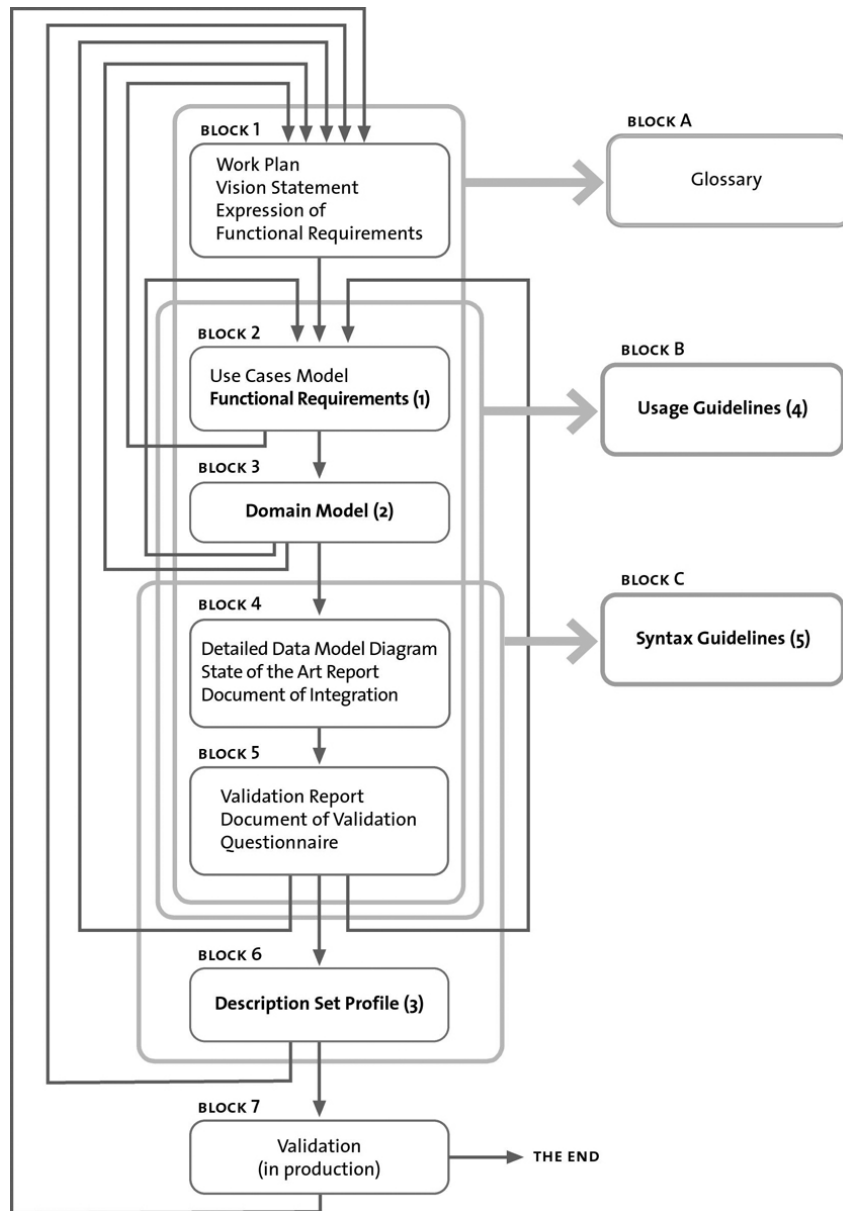 BLOCK 1
Work Plan
Vision Statement
Expression of
Functional Requirements
BLOCK A
Glossary
BLOCK 2
Use Cases Model
Functional Requirements (1)
BLOCK B
Usage Guidelines (4)
BLOCK 3
Domain Model (2)
BLOCK C
Syntax Guidelines (5)
BLOCK 4
Detailed Data Model Diagram
State of the Art Report
Document of Integration
BLOCK 5
Validation Report
Document of Validation
Questionnaire
BLOCK 6
Description Set Profile (3)
BLOCK 7
Validation
(in production)
THE END